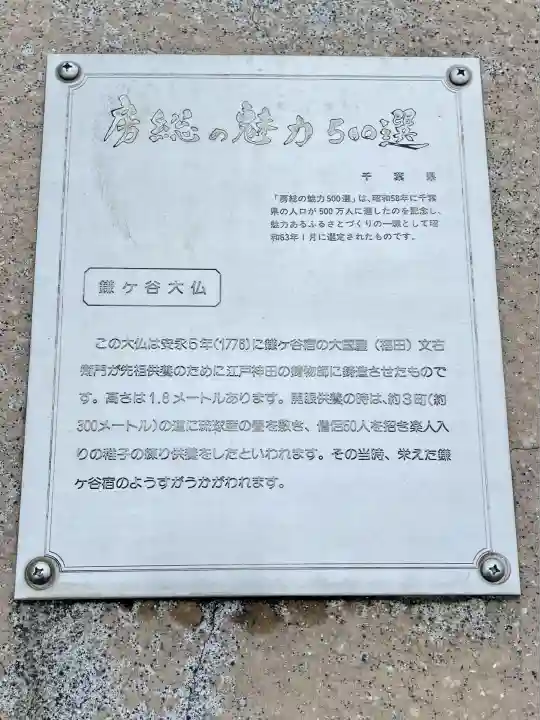 房総の魅力500選
千葉県
「房総の魅力500選」は、昭和58年に千葉
県の人口が500万人に達したのを記念し、
魅力あるふるさとづくりの一環として昭
和63年1月に選定されたものです。
鎌ヶ谷大仏
この大仏は安永5年(1776)に鎌ヶ谷宿の大国屋(福田)文右
衛門が先祖供養のために江戸神田の鋳物師に鋳造させたもので
す。高さは1.8メートルあります。開眼供養の時は、約3町(約
300メートル)の道に琉球産の畳を敷き、僧侶50人を招き楽人入
りの稚子の練り供養をしたといわれます。その当時、栄えた鎌
ヶ谷宿のようすがうかがわれます。